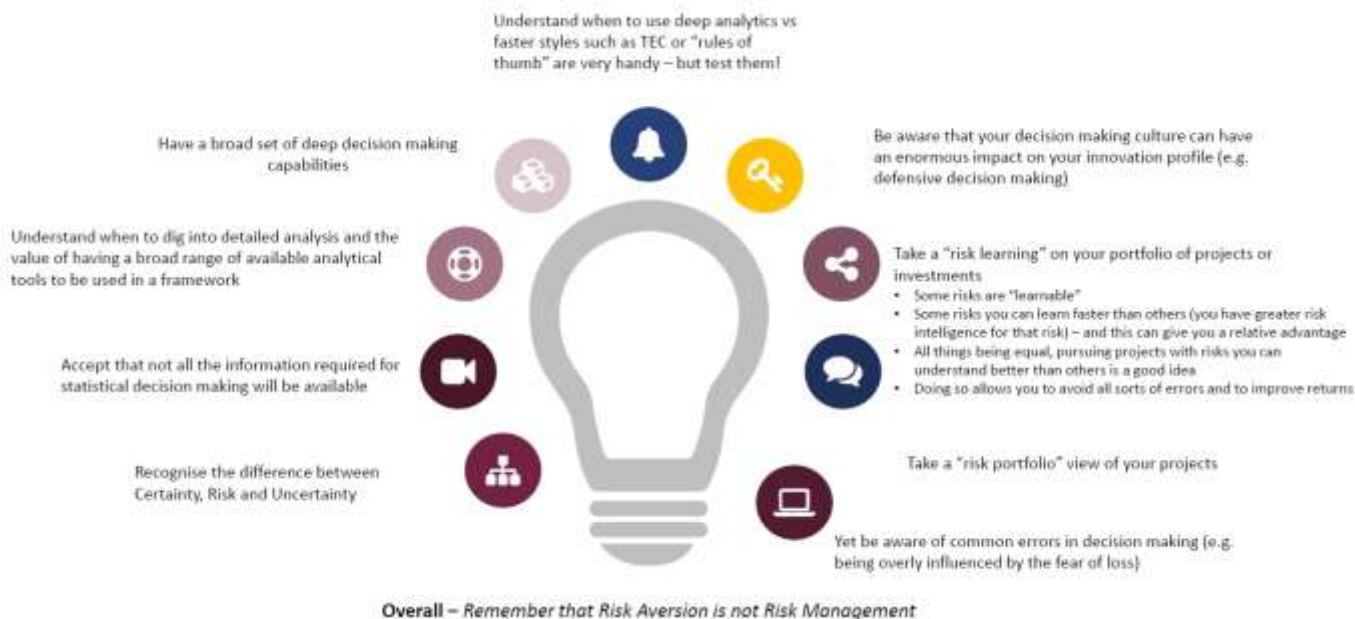 Understand when to use deep analytics vs
faster styles such as TEC or “rules of
thumb” are very handy – but test them!
Have a broad set of deep decision making
capabilities
Be aware that your decision making culture can have
an enormous impact on your innovation profile (e.g.
defensive decision making)
Understand when to dig into detailed analysis and the
value of having a broad range of available analytical
tools to be used in a framework
Take a “risk learning” on your portfolio of projects or
investments
• Some risks are “learnable”
• Some risks you can learn faster than others (you have greater risk
intelligence for that risk) – and this can give you a relative advantage
• All things being equal, pursuing projects with risks you can
understand better than others is a good idea
• Doing so allows you to avoid all sorts of errors and to improve returns
Accept that not all the information required for
statistical decision making will be available
Recognise the difference between
Certainty, Risk and Uncertainty
Take a “risk portfolio” view of your projects
Yet be aware of common errors in decision making (e.g.
being overly influenced by the fear of loss)
Overall – Remember that Risk Aversion is not Risk Management